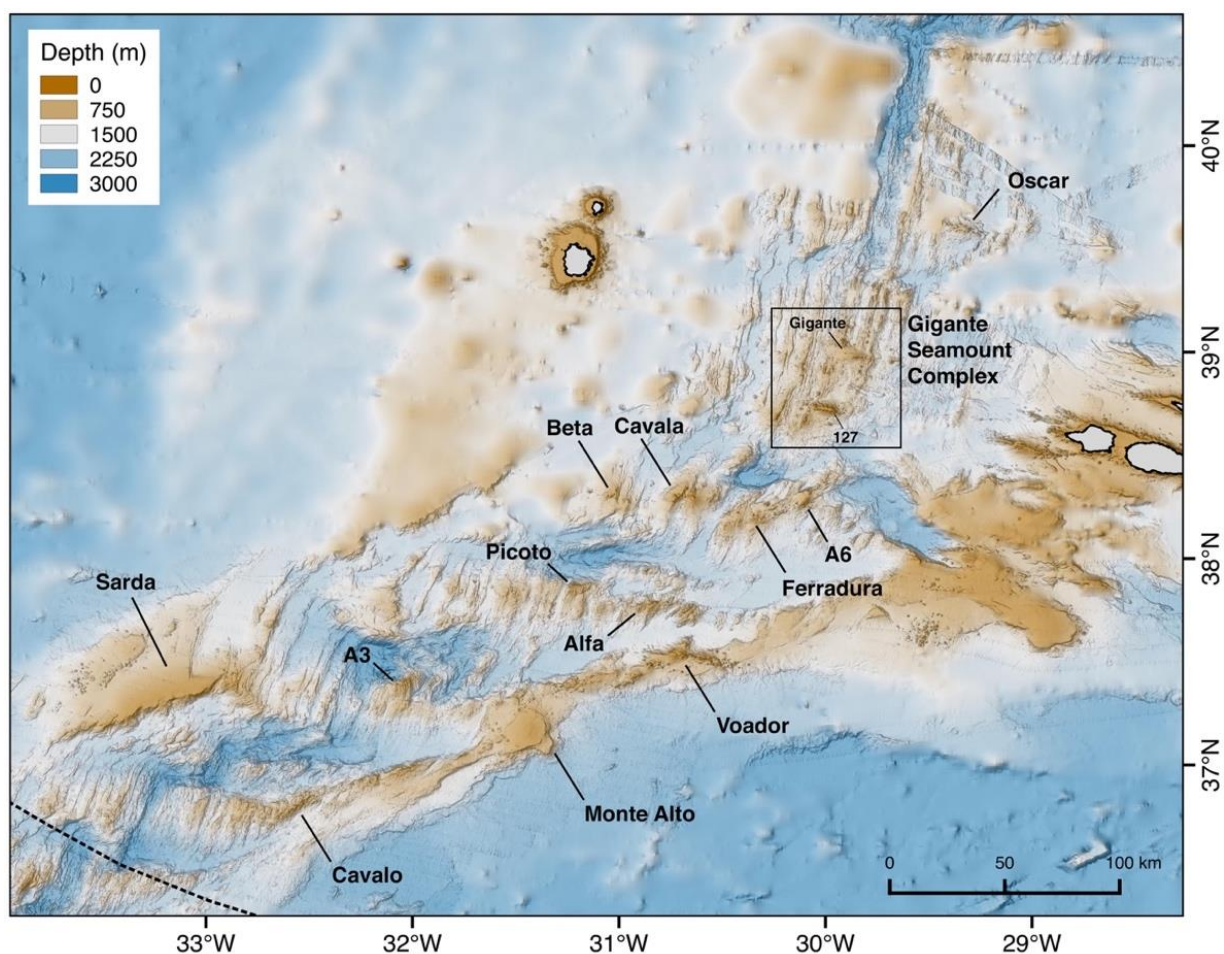 Depth (m)
0
750
1500
2250
3000
Oscar
Gigante
Gigante
Seamount
Complex
127
Beta
Cavala
A6
Ferradura
Picoto
Sarda
Alfa
A3
Voador
Monte Alto
Cavalo
0
50
100 km
40°N
39°N
38°N
37°N
33°W
32°W
31°W
30°W
29°W